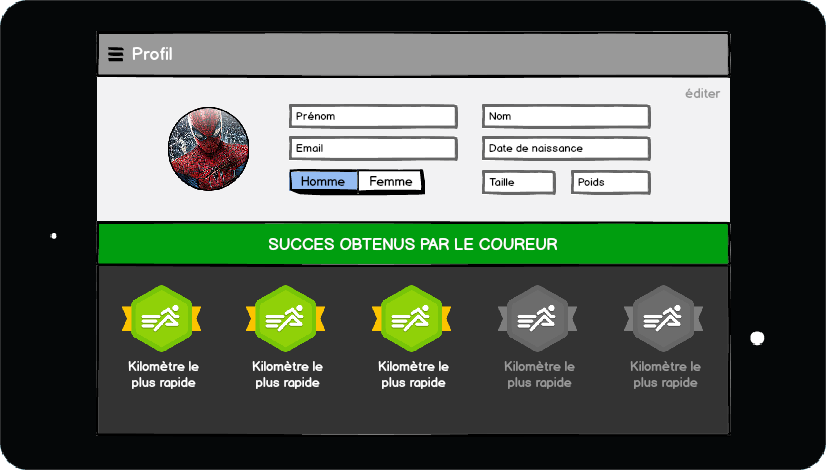 Profil
éditer
Prénom
Nom
Email
Date de naissance
Homme
Femme
Taille
Poids
SUCCES OBTENUS PAR LE COUREUR
Kilomètre le
plus rapide
Kilomètre le
plus rapide
Kilomètre le
plus rapide
Kilomètre le
plus rapide
Kilomètre le
plus rapide